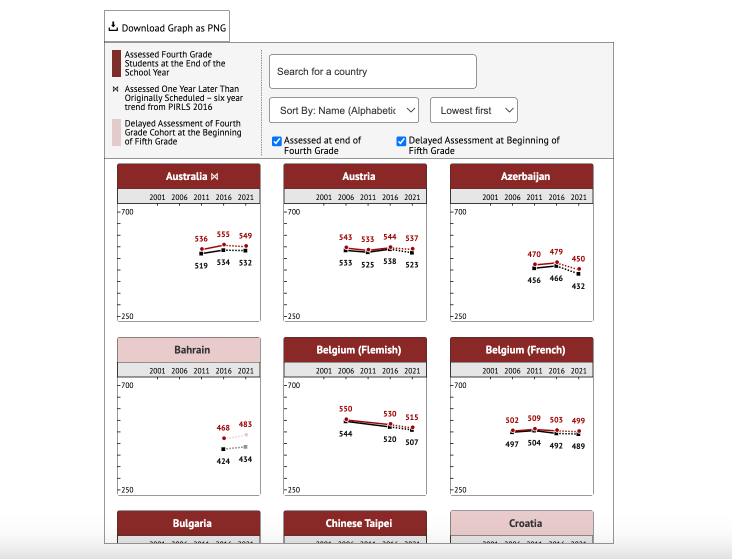 Download Graph as PNG
Assessed Fourth Grade
Students at the End of the
School Year
⋈ Assessed One Year Later Than
Originally Scheduled – six year
trend from PIRLS 2016
Delayed Assessment of Fourth
Grade Cohort at the Beginning
of Fifth Grade
Search for a country
Sort By: Name (Alphabetic
Lowest first
Assessed at end of
Fourth Grade
Delayed Assessment at Beginning of
Fifth Grade
Australia ⋈
2001 2006 2011 2016 2021
700
536 555 549
519 534 532
250
Austria
2001 2006 2011 2016 2021
700
543 533 544 537
533 525 538 523
250
Azerbaijan
2001 2006 2011 2016 2021
700
470 479 450
456 466 432
250
Bahrain
2001 2006 2011 2016 2021
700
468 483
424 434
250
Belgium (Flemish)
2001 2006 2011 2016 2021
700
550 530 515
544 520 507
250
Belgium (French)
2001 2006 2011 2016 2021
700
502 509 503 499
497 504 492 489
250
Bulgaria
Chinese Taipei
Croatia